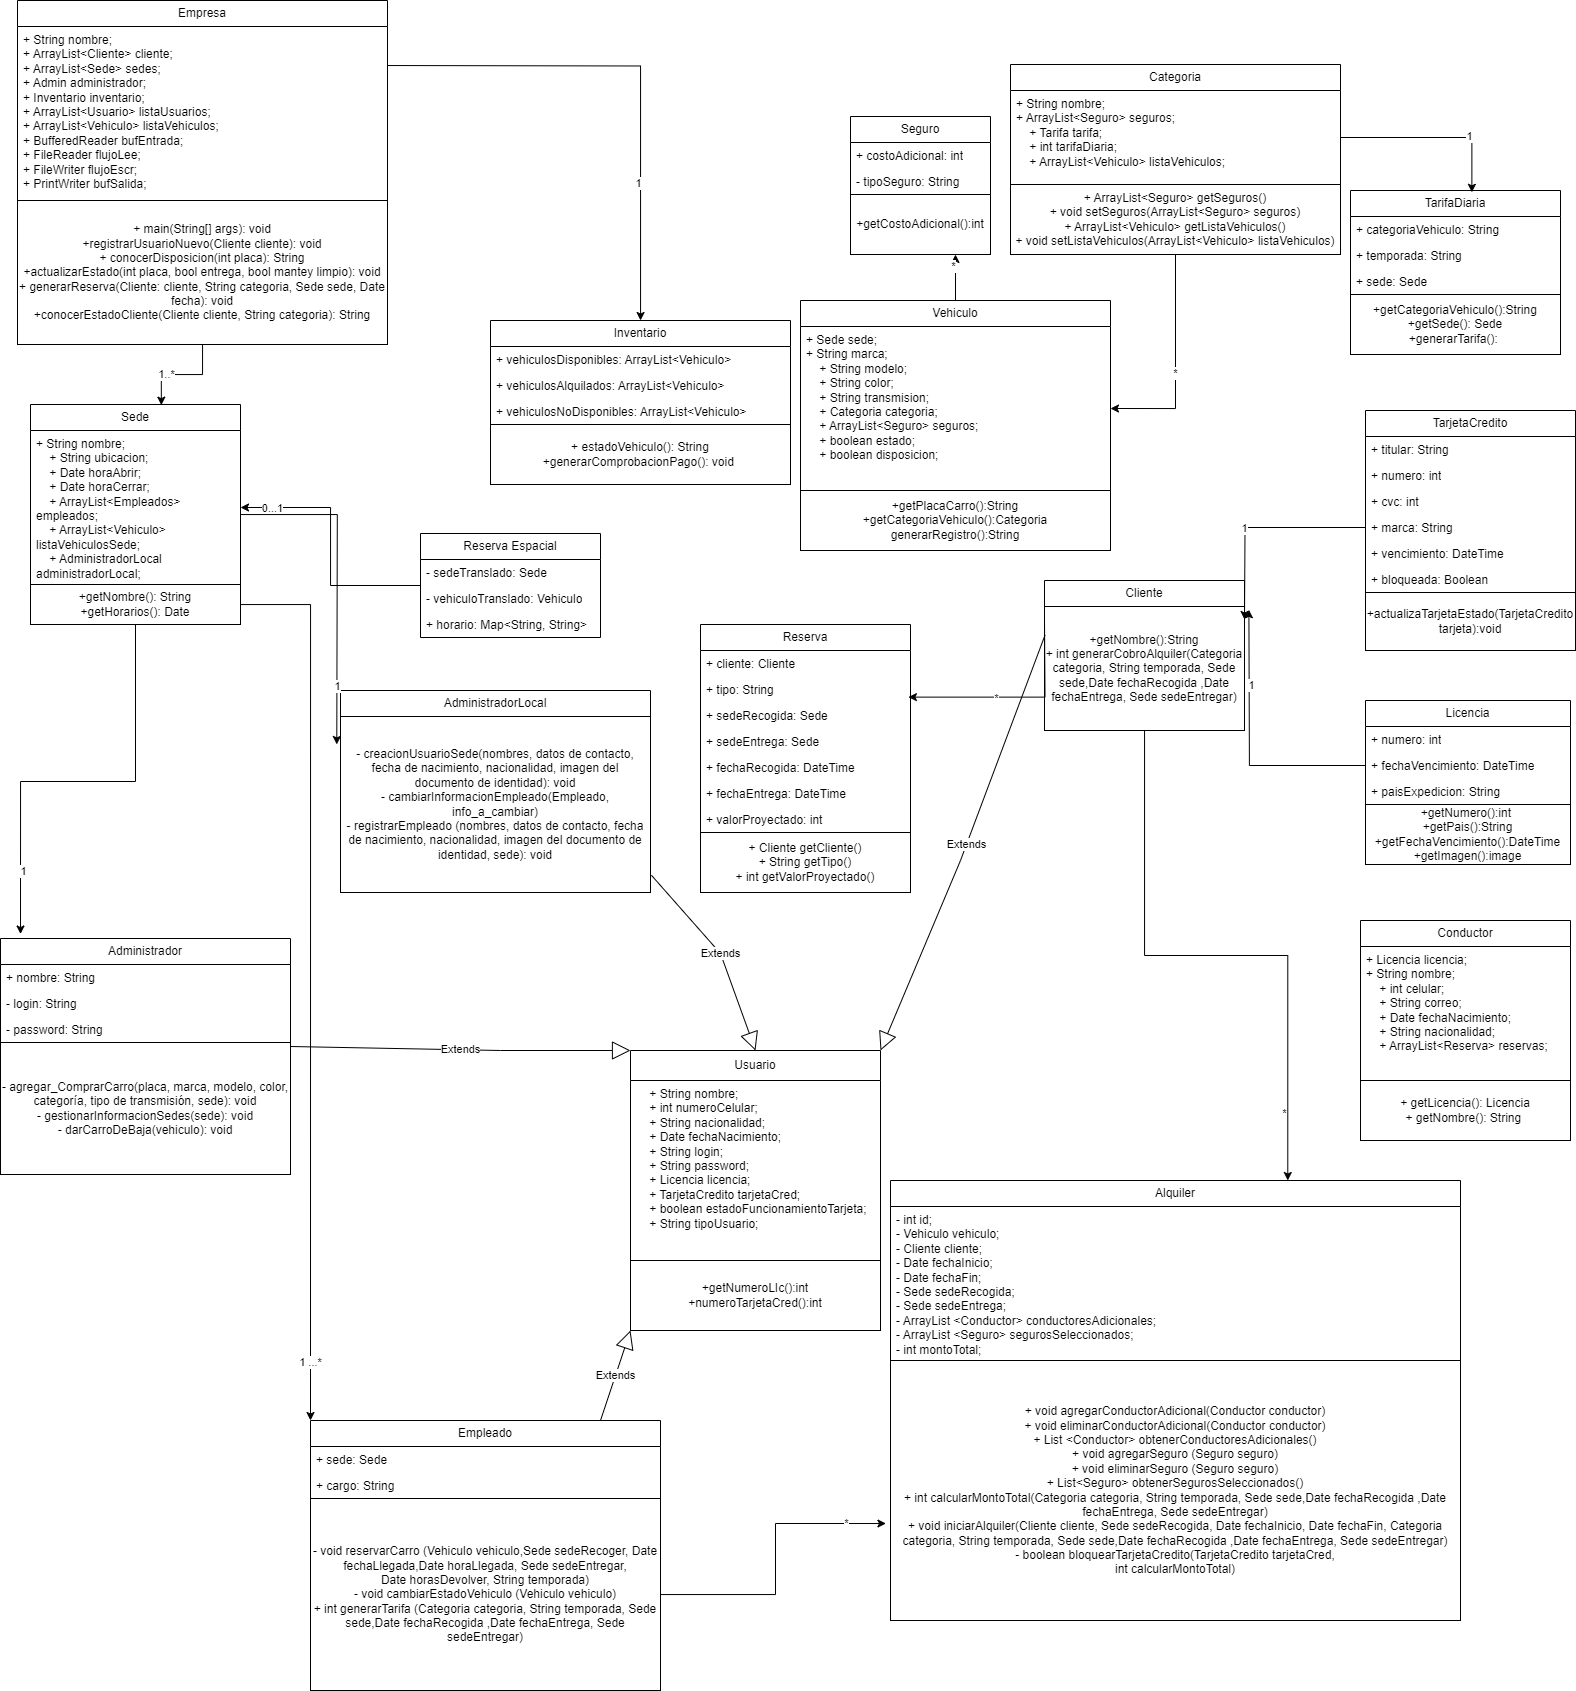 Empresa
+ String nombre;
+ ArrayList<Cliente> cliente;
+ ArrayList<Sede> sedes;
+ Admin administrador;
+ Inventario inventario;
+ ArrayList<Usuario> listaUsuarios;
+ ArrayList<Vehiculo> listaVehiculos;
+ BufferedReader bufEntrada;
+ FileReader flujoLee;
+ FileWriter flujoEscr;
+ PrintWriter bufSalida;
+ main(String[] args): void
+registrarUsuarioNuevo(Cliente cliente): void
+ conocerDisposicion(int placa): String
+actualizarEstado(int placa, bool entrega, bool mantey limpio): void
+ generarReserva(Cliente: cliente, String categoria, Sede sede, Date
fecha): void
+conocerEstadoCliente(Cliente cliente, String categoria): String
1
1..*
Categoria
+ String nombre;
+ ArrayList<Seguro> seguros;
+ Tarifa tarifa;
+ int tarifaDiaria;
+ ArrayList<Vehiculo> listaVehiculos;
+ ArrayList<Seguro> getSeguros()
+ void setSeguros(ArrayList<Seguro> seguros)
+ ArrayList<Vehiculo> getListaVehiculos()
+ void setListaVehiculos(ArrayList<Vehiculo> listaVehiculos)
1
*
Seguro
+ costoAdicional: int
- tipoSeguro: String
+getCostoAdicional():int
*
TarifaDiaria
+ categoriaVehiculo: String
+ temporada: String
+ sede: Sede
+getCategoriaVehiculo():String
+getSede(): Sede
+generarTarifa():
Inventario
+ vehiculosDisponibles: ArrayList<Vehiculo>
+ vehiculosAlquilados: ArrayList<Vehiculo>
+ vehiculosNoDisponibles: ArrayList<Vehiculo>
+ estadoVehiculo(): String
+generarComprobacionPago(): void
Vehiculo
+ Sede sede;
+ String marca;
+ String modelo;
+ String color;
+ String transmision;
+ Categoria categoria;
+ ArrayList<Seguro> seguros;
+ boolean estado;
+ boolean disposicion;
+getPlacaCarro():String
+getCategoriaVehiculo():Categoria
generarRegistro():String
Sede
+ String nombre;
+ String ubicacion;
+ Date horaAbrir;
+ Date horaCerrar;
+ ArrayList<Empleados>
empleados;
+ ArrayList<Vehiculo>
listaVehiculosSede;
+ AdministradorLocal
administradorLocal;
+getNombre(): String
+getHorarios(): Date
0...1
1
1
1 ...*
Reserva Espacial
- sedeTranslado: Sede
- vehiculoTranslado: Vehiculo
+ horario: Map<String, String>
TarjetaCredito
+ titular: String
+ numero: int
+ cvc: int
+ marca: String
+ vencimiento: DateTime
+ bloqueada: Boolean
+actualizaTarjetaEstado(TarjetaCredito
tarjeta):void
1
Cliente
+getNombre():String
+ int generarCobroAlquiler(Categoria
categoria, String temporada, Sede
sede,Date fechaRecogida ,Date
fechaEntrega, Sede sedeEntregar)
*
1
Extends
*
Reserva
+ cliente: Cliente
+ tipo: String
+ sedeRecogida: Sede
+ sedeEntrega: Sede
+ fechaRecogida: DateTime
+ fechaEntrega: DateTime
+ valorProyectado: int
+ Cliente getCliente()
+ String getTipo()
+ int getValorProyectado()
Licencia
+ numero: int
+ fechaVencimiento: DateTime
+ paisExpedicion: String
+getNumero():int
+getPais():String
+getFechaVencimiento():DateTime
+getImagen():image
AdministradorLocal
- creacionUsuarioSede(nombres, datos de contacto,
fecha de nacimiento, nacionalidad, imagen del
documento de identidad): void
- cambiarInformacionEmpleado(Empleado,
info_a_cambiar)
- registrarEmpleado (nombres, datos de contacto, fecha
de nacimiento, nacionalidad, imagen del documento de
identidad, sede): void
Extends
Administrador
+ nombre: String
- login: String
- password: String
- agregar_ComprarCarro(placa, marca, modelo, color,
categoría, tipo de transmisión, sede): void
- gestionarInformacionSedes(sede): void
- darCarroDeBaja(vehiculo): void
Extends
Conductor
+ Licencia licencia;
+ String nombre;
+ int celular;
+ String correo;
+ Date fechaNacimiento;
+ String nacionalidad;
+ ArrayList<Reserva> reservas;
+ getLicencia(): Licencia
+ getNombre(): String
Usuario
+ String nombre;
+ int numeroCelular;
+ String nacionalidad;
+ Date fechaNacimiento;
+ String login;
+ String password;
+ Licencia licencia;
+ TarjetaCredito tarjetaCred;
+ boolean estadoFuncionamientoTarjeta;
+ String tipoUsuario;
+getNumeroLIc():int
+numeroTarjetaCred():int
Extends
Alquiler
- int id;
- Vehiculo vehiculo;
- Cliente cliente;
- Date fechaInicio;
- Date fechaFin;
- Sede sedeRecogida;
- Sede sedeEntrega;
- ArrayList <Conductor> conductoresAdicionales;
- ArrayList <Seguro> segurosSeleccionados;
- int montoTotal;
+ void agregarConductorAdicional(Conductor conductor)
+ void eliminarConductorAdicional(Conductor conductor)
+ List <Conductor> obtenerConductoresAdicionales()
+ void agregarSeguro (Seguro seguro)
+ void eliminarSeguro (Seguro seguro)
+ List<Seguro> obtenerSegurosSeleccionados()
+ int calcularMontoTotal(Categoria categoria, String temporada, Sede sede,Date fechaRecogida ,Date
fechaEntrega, Sede sedeEntregar)
+ void iniciarAlquiler(Cliente cliente, Sede sedeRecogida, Date fechaInicio, Date fechaFin, Categoria
categoria, String temporada, Sede sede,Date fechaRecogida ,Date fechaEntrega, Sede sedeEntregar)
- boolean bloquearTarjetaCredito(TarjetaCredito tarjetaCred,
int calcularMontoTotal)
Empleado
+ sede: Sede
+ cargo: String
- void reservarCarro (Vehiculo vehiculo,Sede sedeRecoger, Date
fechaLlegada,Date horaLlegada, Sede sedeEntregar,
Date horasDevolver, String temporada)
- void cambiarEstadoVehiculo (Vehiculo vehiculo)
+ int generarTarifa (Categoria categoria, String temporada, Sede
sede,Date fechaRecogida ,Date fechaEntrega, Sede
sedeEntregar)
*